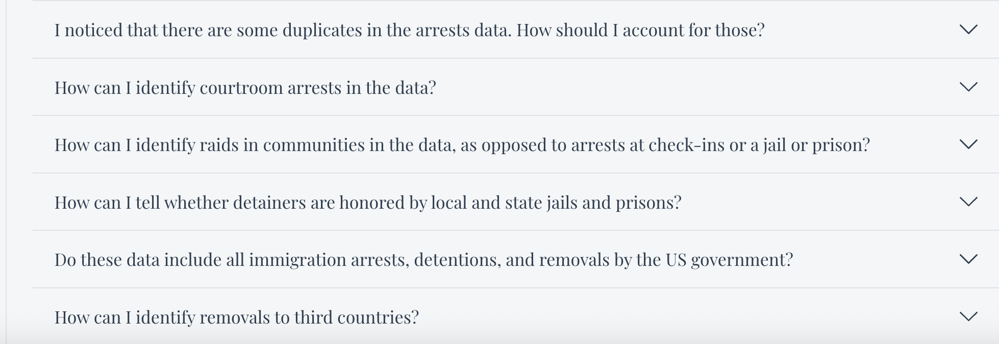 I noticed that there are some duplicates in the arrests data. How should I account for those?
How can I identify courtroom arrests in the data?
How can I identify raids in communities in the data, as opposed to arrests at check-ins or a jail or prison?
How can I tell whether detainers are honored by local and state jails and prisons?
Do these data include all immigration arrests, detentions, and removals by the US government?
How can I identify removals to third countries?